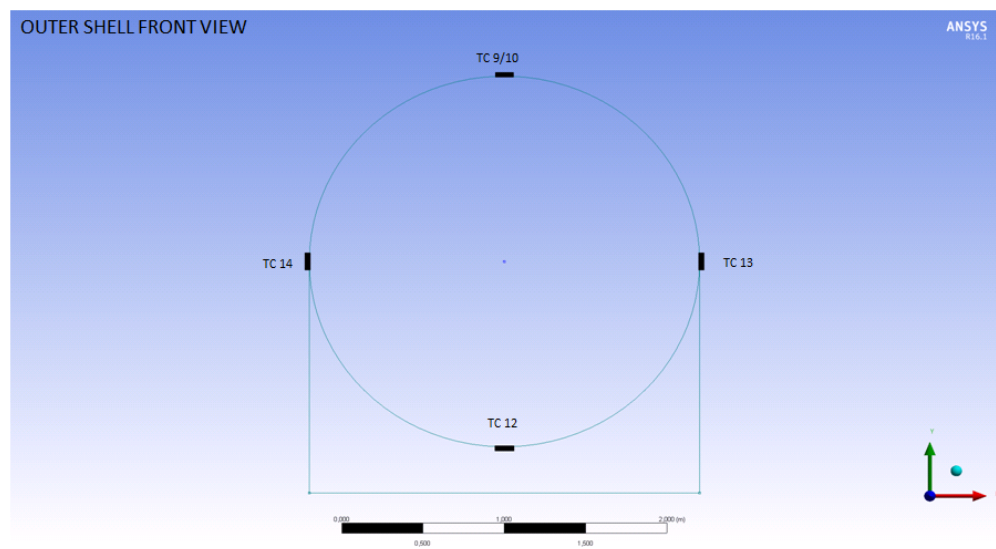 OUTER SHELL FRONT VIEW
ANSYS
R16.1
TC 9/10
TC 14
TC 13
TC 12
Y
0,000
1,000
2,000 (m)
0,500
1,500